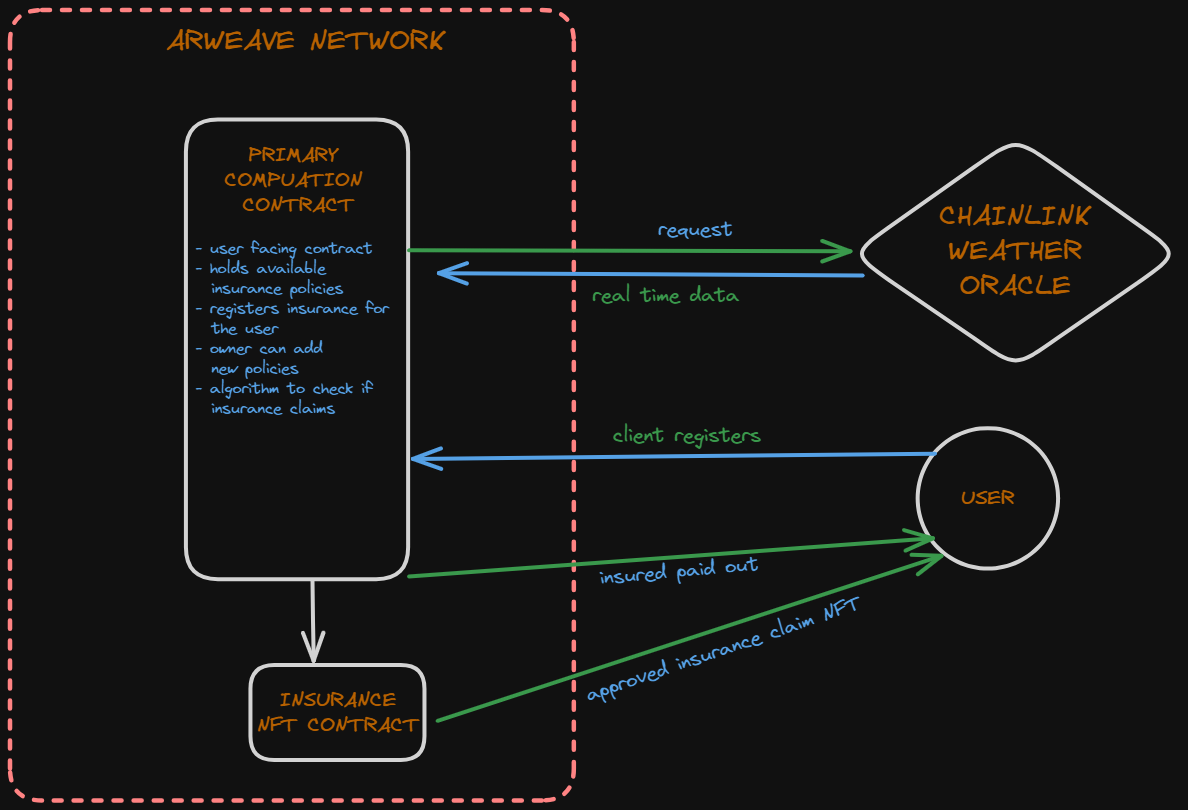 ARWEAVE NETWORK
PRIMARY
COMPUATION
CONTRACT
- user facing contract
- holds available
insurance policies
- registers insurance for
the user
- owner can add
new policies
- algorithm to check if
insurance claims
request
real time data
CHAINLINK
WEATHER
ORACLE
client registers
USER
insured paid out
approved insurance claim NFT
INSURANCE
NFT CONTRACT